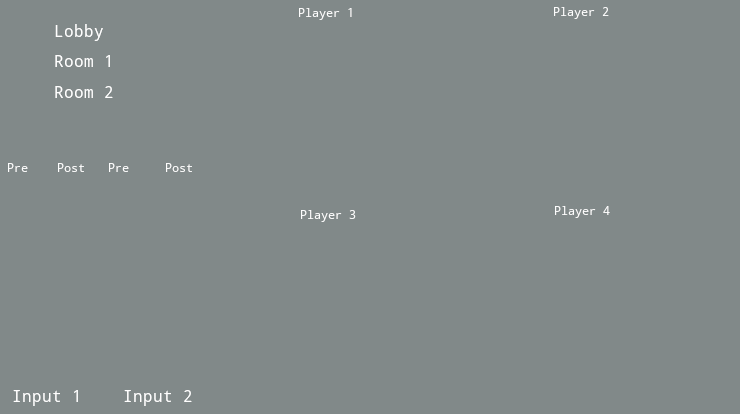 Lobby
Room 1
Room 2
Pre Post Pre Post
Input 1 Input 2
Player 1
Player 2
Player 3
Player 4